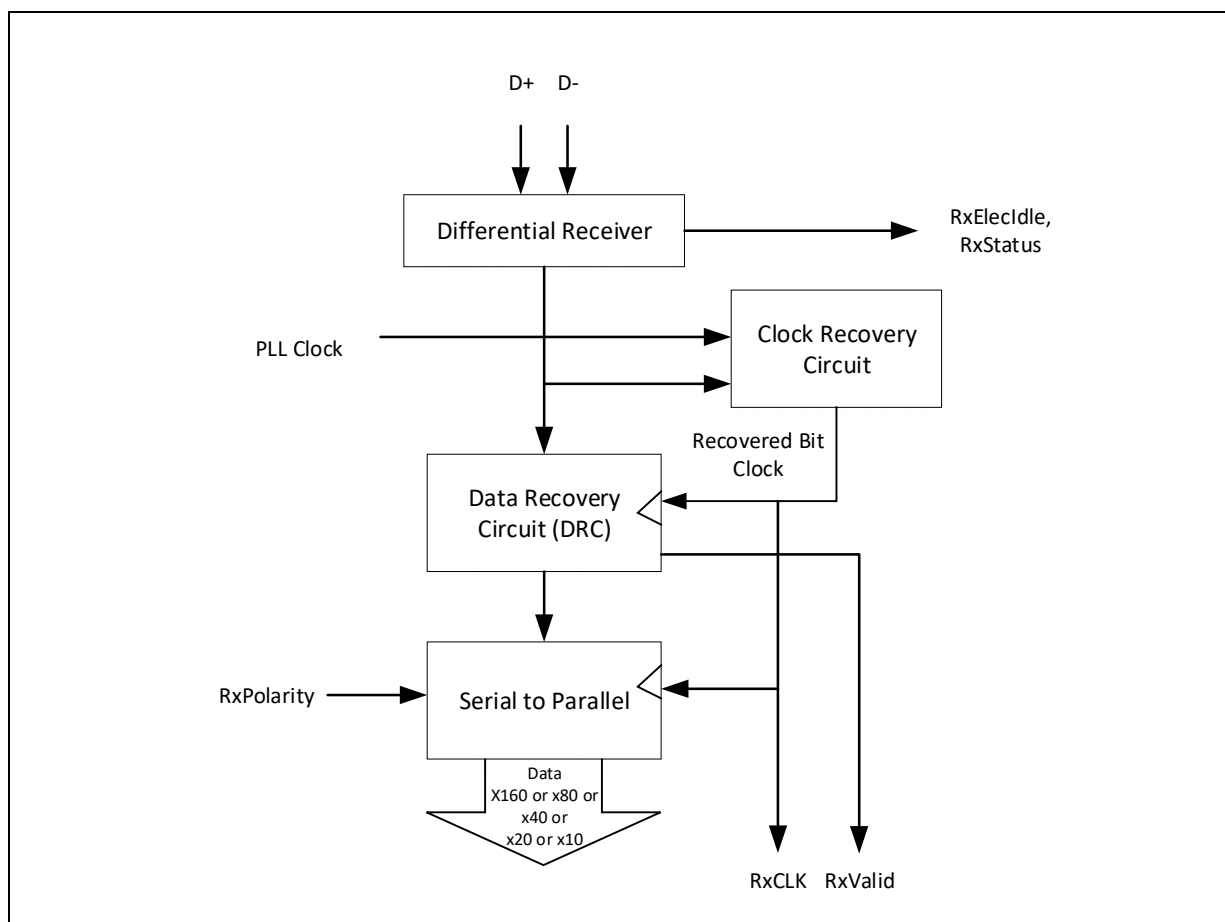 D+ D-
Differential Receiver
RxElecIdle,
RxStatus
PLL Clock
Clock Recovery
Circuit
Recovered Bit
Clock
Data Recovery
Circuit (DRC)
RxPolarity
Serial to Parallel
Data
X160 or x80 or
x40 or
x20 or x10
RxCLK RxValid